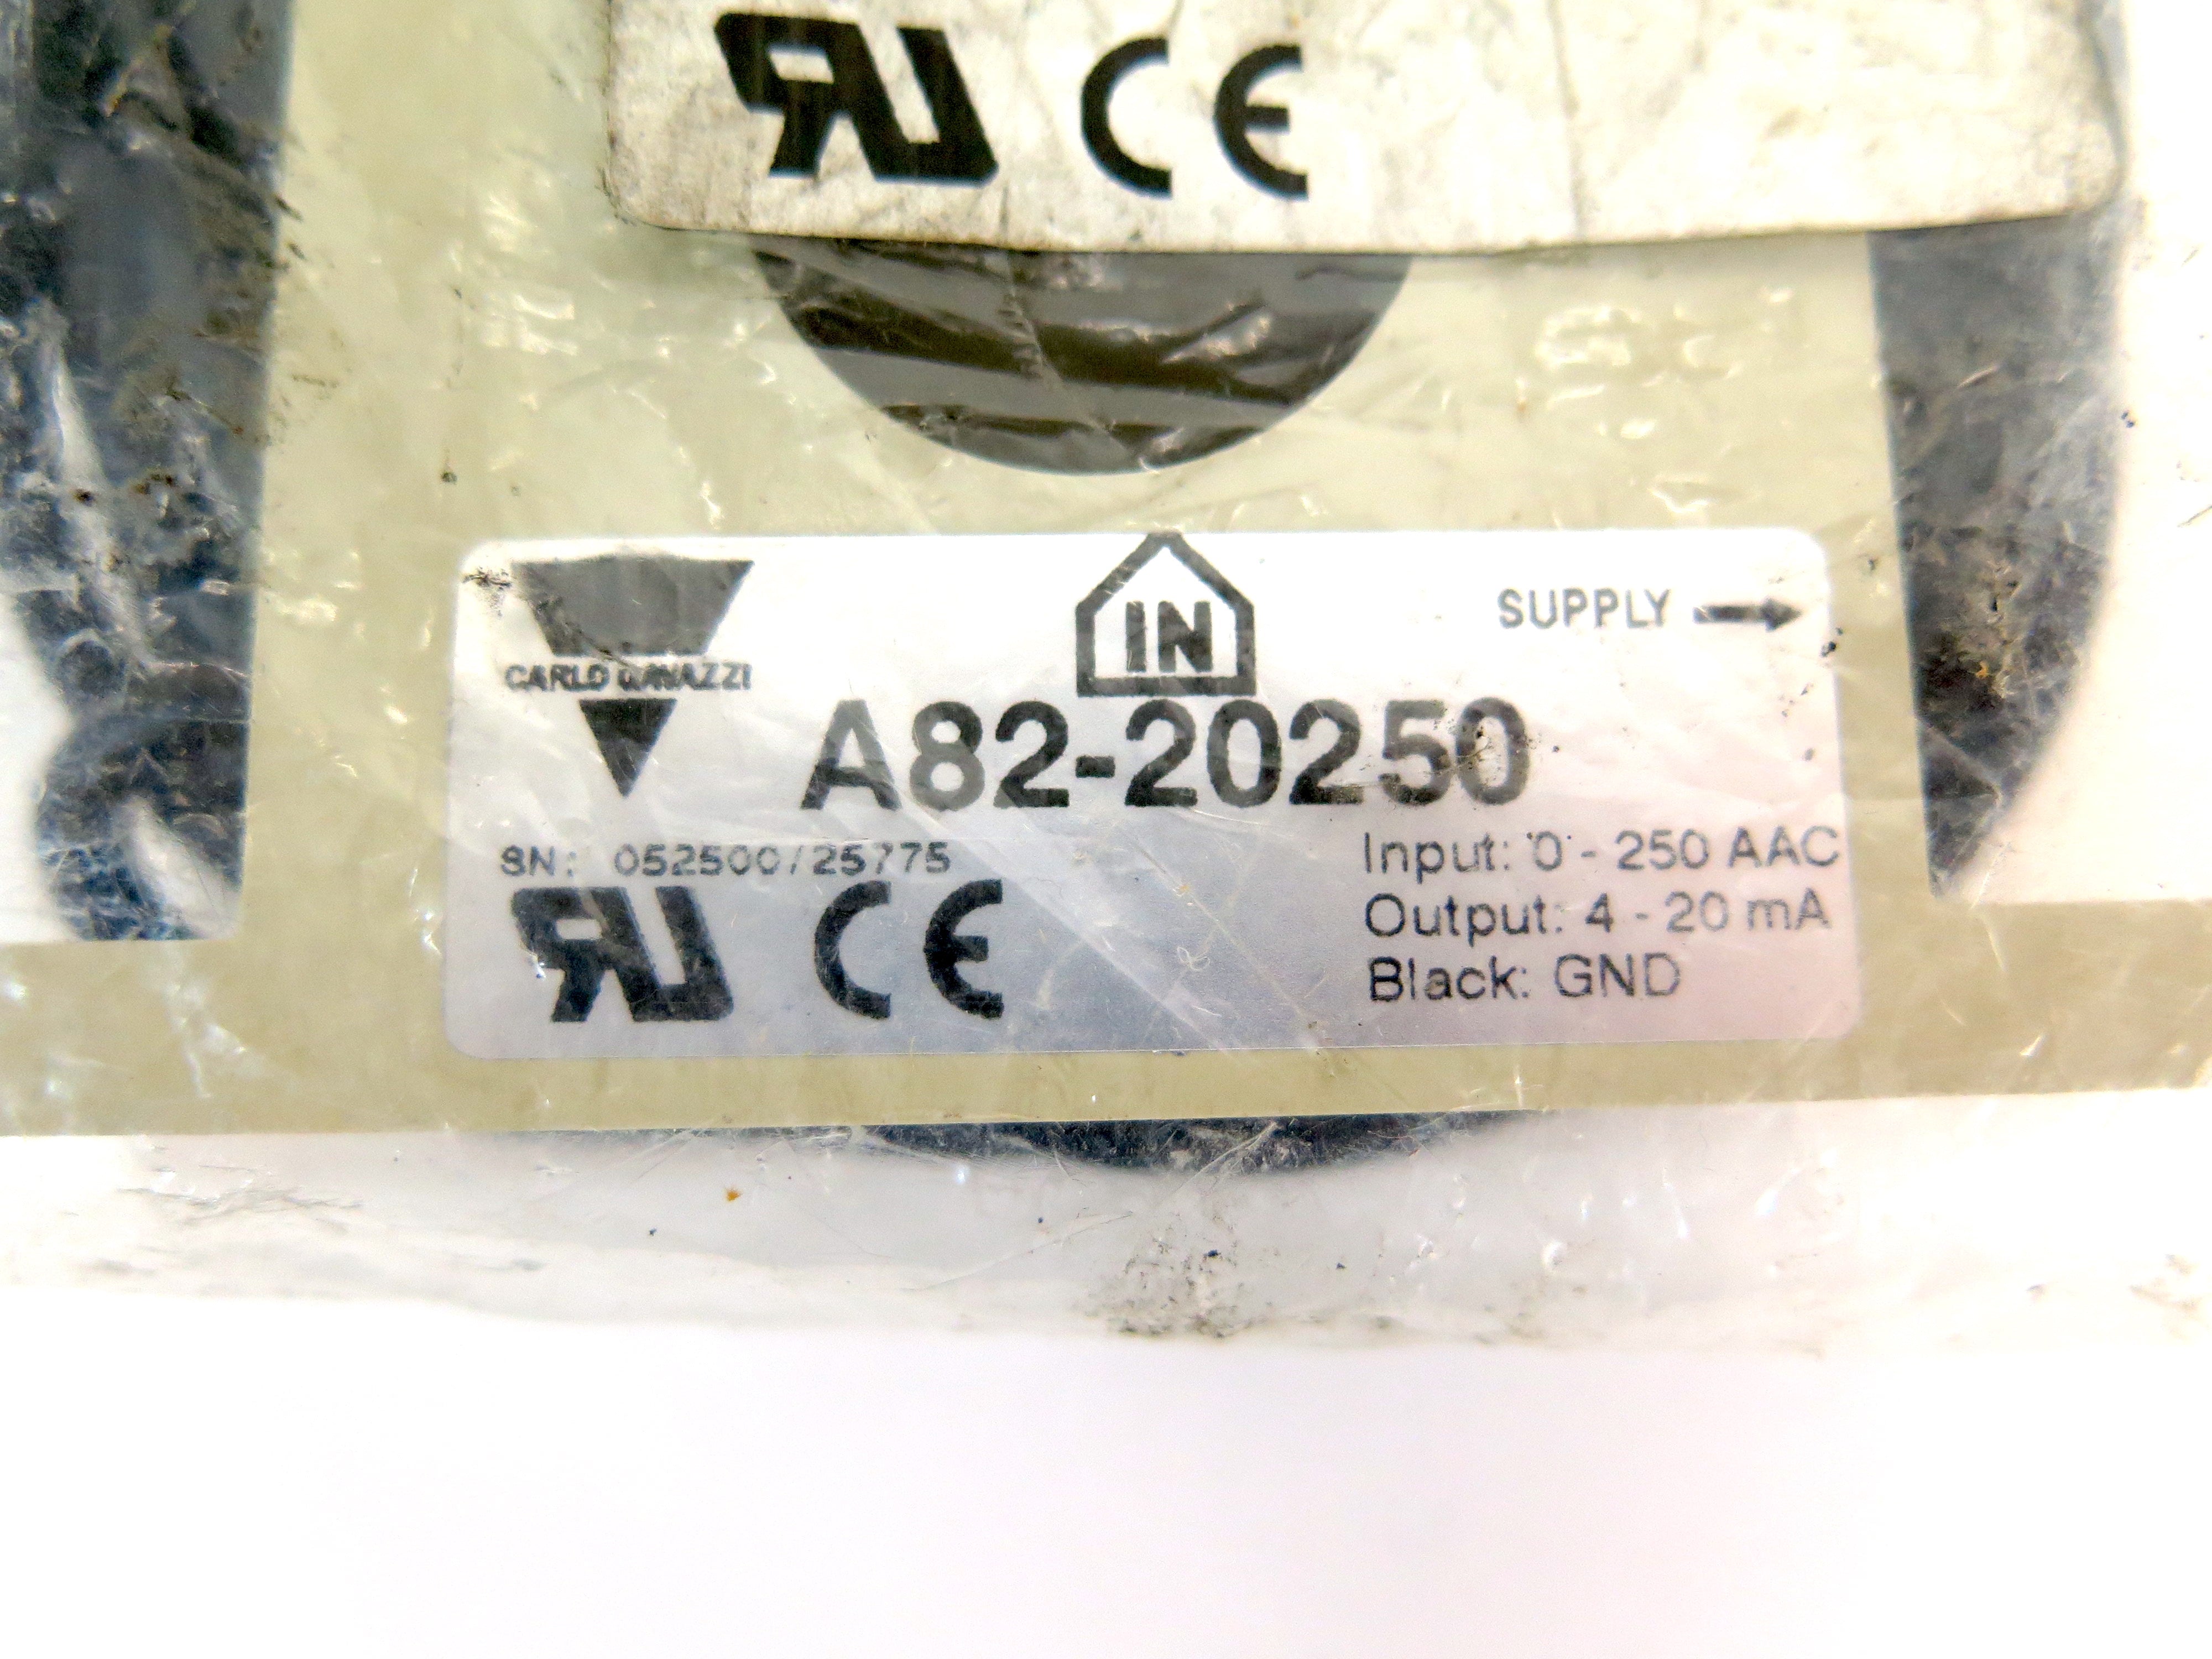 CE
IN
SUPPLY
CARLO GAVAZZI
A82-20250
SN: 052500/25775
Input: 0 - 250 AAC
Output: 4 - 20 mA
Black: GND
CE